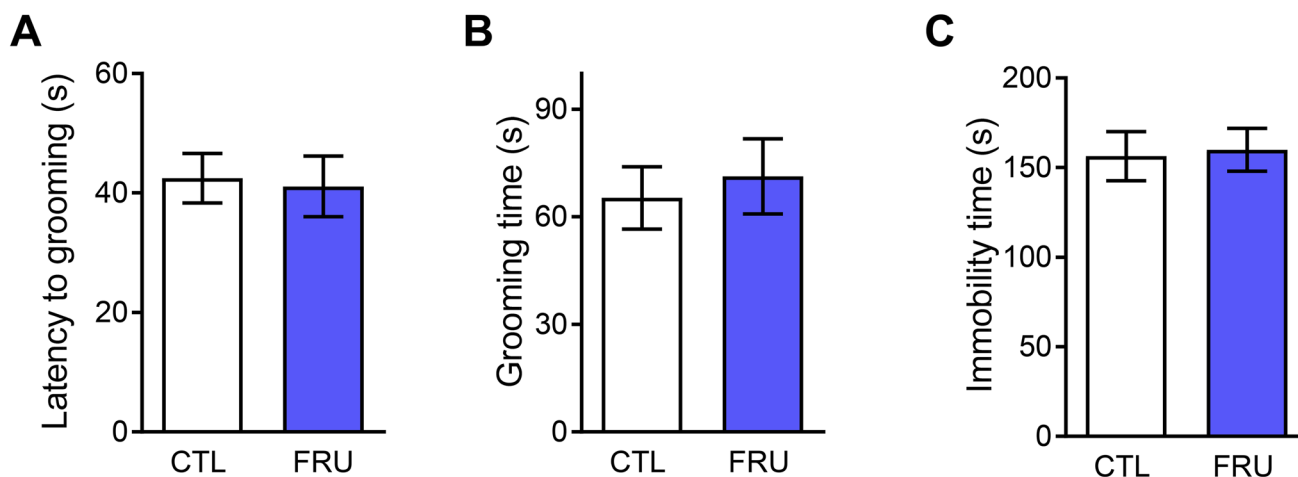 A
Latency to grooming (s)
60
40
20
0
CTL FRU
B
Grooming time (s)
90
60
30
0
CTL FRU
C
Immobility time (s)
200
150
100
50
0
CTL FRU